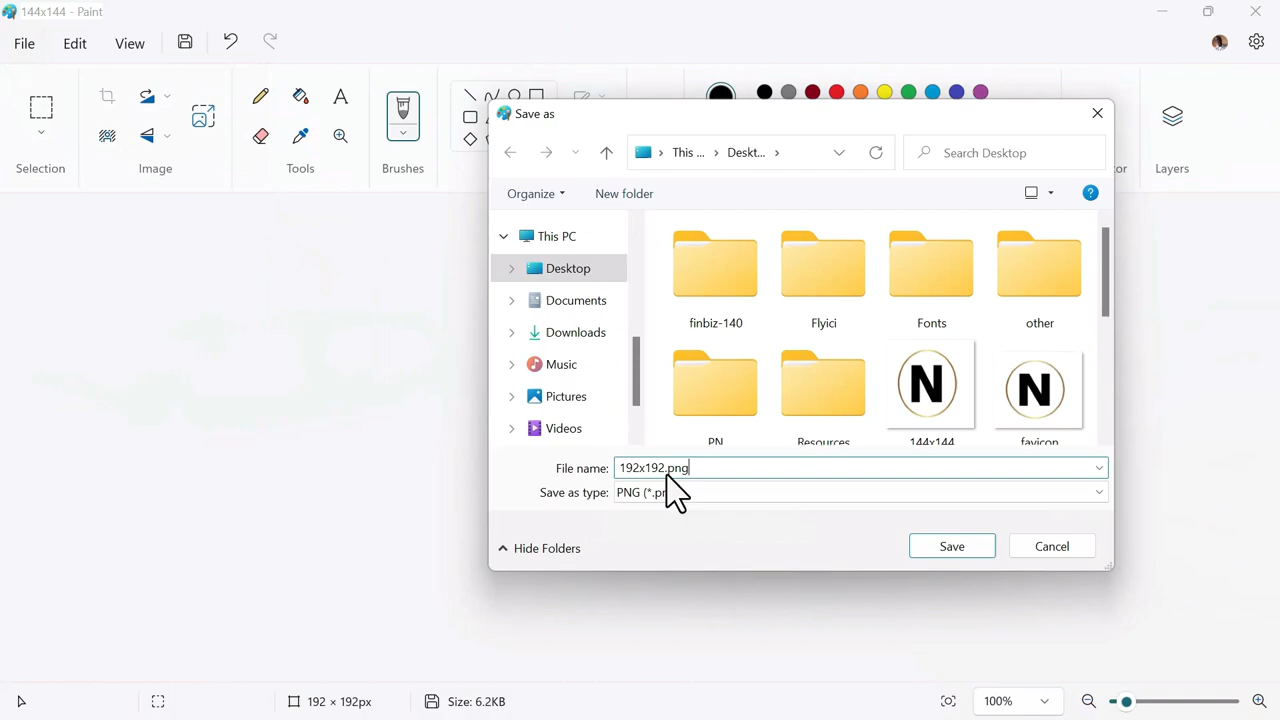 144x144 - Paint
File Edit View
Selection
Image
Tools
Brushes
Layers
Save as
This ... Deskt...
Search Desktop
Organize
New folder
This PC
Desktop
Documents
Downloads
Music
Pictures
Videos
finbiz-140
Flyici
Fonts
other
N
N
PN
Resources
144x144
favicon
File name: 192x192.png
Save as type: PNG (*.p
Hide Folders
Save
Cancel
192 × 192px
Size: 6.2KB
100%